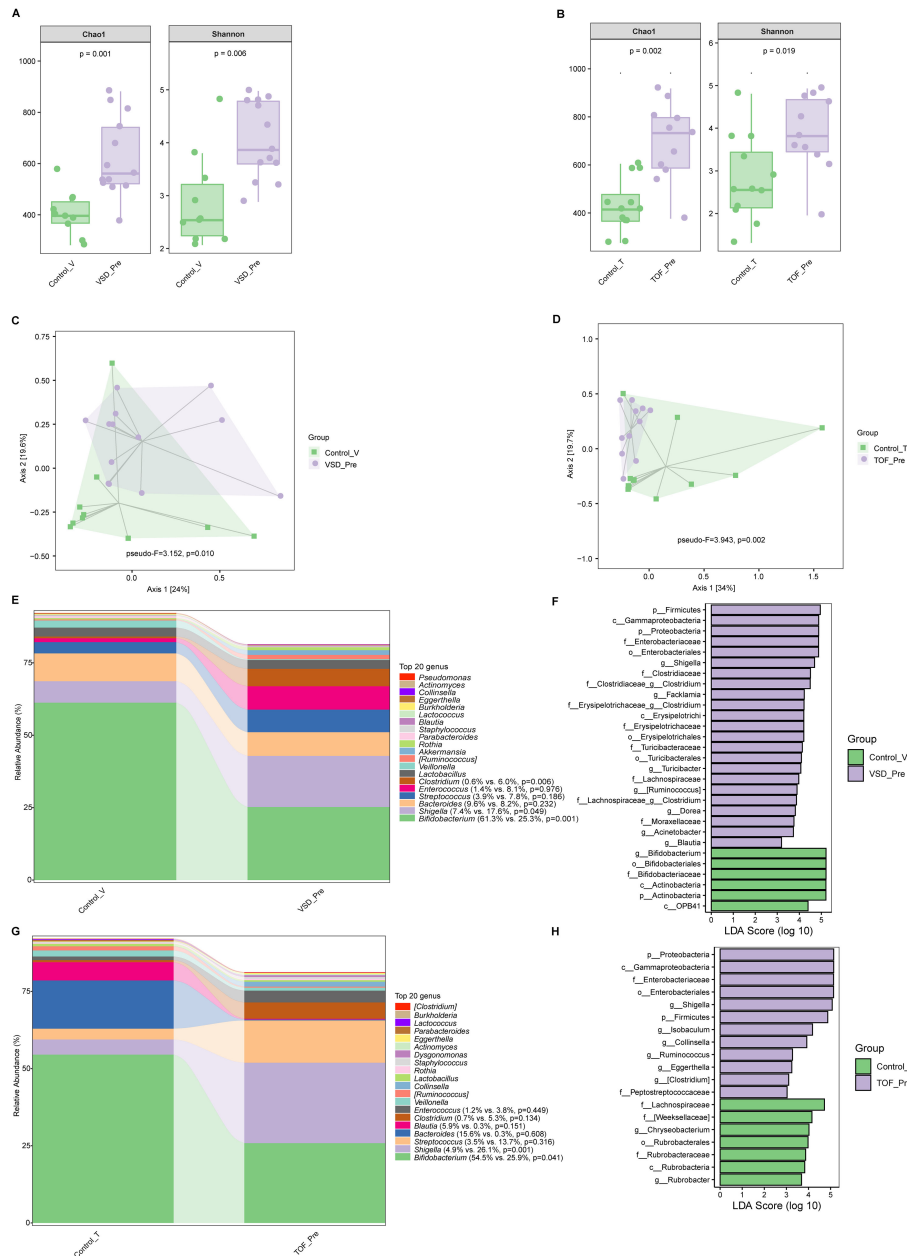 A
Chao1
Shannon
p = 0.001
p = 0.006
1000
800
600
400
5
4
3
2
Control_V
VSD_Pre
Control_V
VSD_Pre
B
Chao1
Shannon
p = 0.002
p = 0.019
1000
800
600
400
6
5
4
3
2
Control_T
TOF_Pre
Control_T
TOF_Pre
C
0.75
0.50
0.25
0.00
−0.25
−0.50
Axis 2 [19.6%]
pseudo-F=3.152, p=0.010
0.0
0.5
Axis 1 [24%]
Group
Control_V
VSD_Pre
D
1.0
0.5
0.0
−0.5
−1.0
Axis 2 [19.7%]
pseudo-F=3.943, p=0.002
0.0
0.5
1.0
1.5
Axis 1 [34%]
Group
Control_T
TOF_Pre
E
75
50
25
0
Relative Abundance (%)
Control_V
VSD_Pre
Top 20 genus
Pseudomonas
Actinomyces
Collinsella
Eggerthella
Burkholderia
Lactococcus
Blautia
Staphylococcus
Parabacteroides
Rothia
Akkermansia
[Ruminococcus]
Veillonella
Lactobacillus
Clostridium (0.6% vs. 6.0%, p=0.006)
Enterococcus (1.4% vs. 8.1%, p=0.976)
Streptococcus (3.9% vs. 7.8%, p=0.186)
Bacteroides (9.6% vs. 8.2%, p=0.232)
Shigella (7.4% vs. 17.6%, p=0.049)
Bifidobacterium (61.3% vs. 25.3%, p=0.001)
F
p__Firmicutes
c__Gammaproteobacteria
p__Proteobacteria
f__Enterobacteriaceae
o__Enterobacteriales
g__Shigella
f__Clostridiaceae
f__Clostridiaceae_g__Clostridium
g__Facklamia
f__Erysipelotrichaceae_g__Clostridium
c__Erysipelotrichi
f__Erysipelotrichaceae
o__Erysipelotrichales
f__Turicibacteraceae
o__Turicibacterales
g__Turicibacter
f__Lachnospiraceae
g__[Ruminococcus]
f__Lachnospiraceae_g__Clostridium
g__Dorea
f__Moraxellaceae
g__Acinetobacter
g__Blautia
g__Bifidobacterium
o__Bifidobacteriales
f__Bifidobacteriaceae
c__Actinobacteria
p__Actinobacteria
c__OPB41
0 1 2 3 4 5
LDA Score (log 10)
Group
Control_V
VSD_Pre
G
75
50
25
0
Relative Abundance (%)
Control_T
TOF_Pre
Top 20 genus
[Clostridium]
Burkholderia
Lactococcus
Parabacteroides
Eggerthella
Actinomyces
Dysgonomonas
Staphylococcus
Rothia
Lactobacillus
Collinsella
[Ruminococcus]
Veillonella
Enterococcus (1.2% vs. 3.8%, p=0.449)
Clostridium (0.7% vs. 5.3%, p=0.134)
Blautia (5.9% vs. 0.3%, p=0.151)
Bacteroides (15.6% vs. 0.3%, p=0.608)
Streptococcus (3.5% vs. 13.7%, p=0.316)
Shigella (4.9% vs. 26.1%, p=0.001)
Bifidobacterium (54.5% vs. 25.9%, p=0.041)
H
p__Proteobacteria
c__Gammaproteobacteria
f__Enterobacteriaceae
o__Enterobacteriales
g__Shigella
p__Firmicutes
g__Isobaculum
g__Collinsella
g__Ruminococcus
g__Eggerthella
g__[Clostridium]
f__Peptostreptococcaceae
f__Lachnospiraceae
f__[Weeksellaceae]
g__Chryseobacterium
o__Rubrobacterales
f__Rubrobacteraceae
c__Rubrobacteria
g__Rubrobacter
0 1 2 3 4 5
LDA Score (log 10)
Group
Control_
TOF_Pr